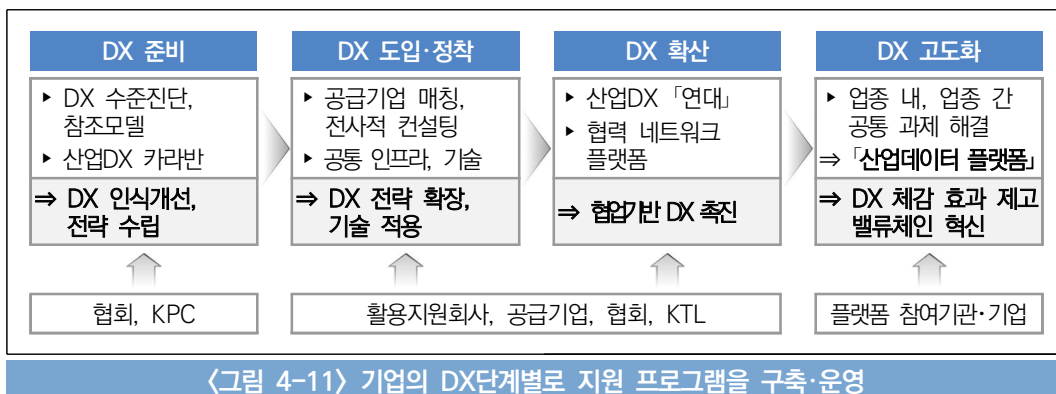 DX 준비
▸ DX 수준진단,
참조모델
▸ 산업DX 카라반
⇒ DX 인식개선,
전략 수립
DX 도입·정착
▸ 공급기업 매칭,
전사적 컨설팅
▸ 공통 인프라, 기술
⇒ DX 전략 확장,
기술 적용
DX 확산
▸ 산업DX 「연대」
▸ 협력 네트워크
플랫폼
⇒ 협업기반 DX 촉진
DX 고도화
▸ 업종 내, 업종 간
공통 과제 해결
⇒ 「산업데이터 플랫폼」
⇒ DX 체감 효과 제고
밸류체인 혁신
협회, KPC
활용지원회사, 공급기업, 협회, KTL
플랫폼 참여기관·기업
〈그림 4-11〉 기업의 DX단계별로 지원 프로그램을 구축·운영